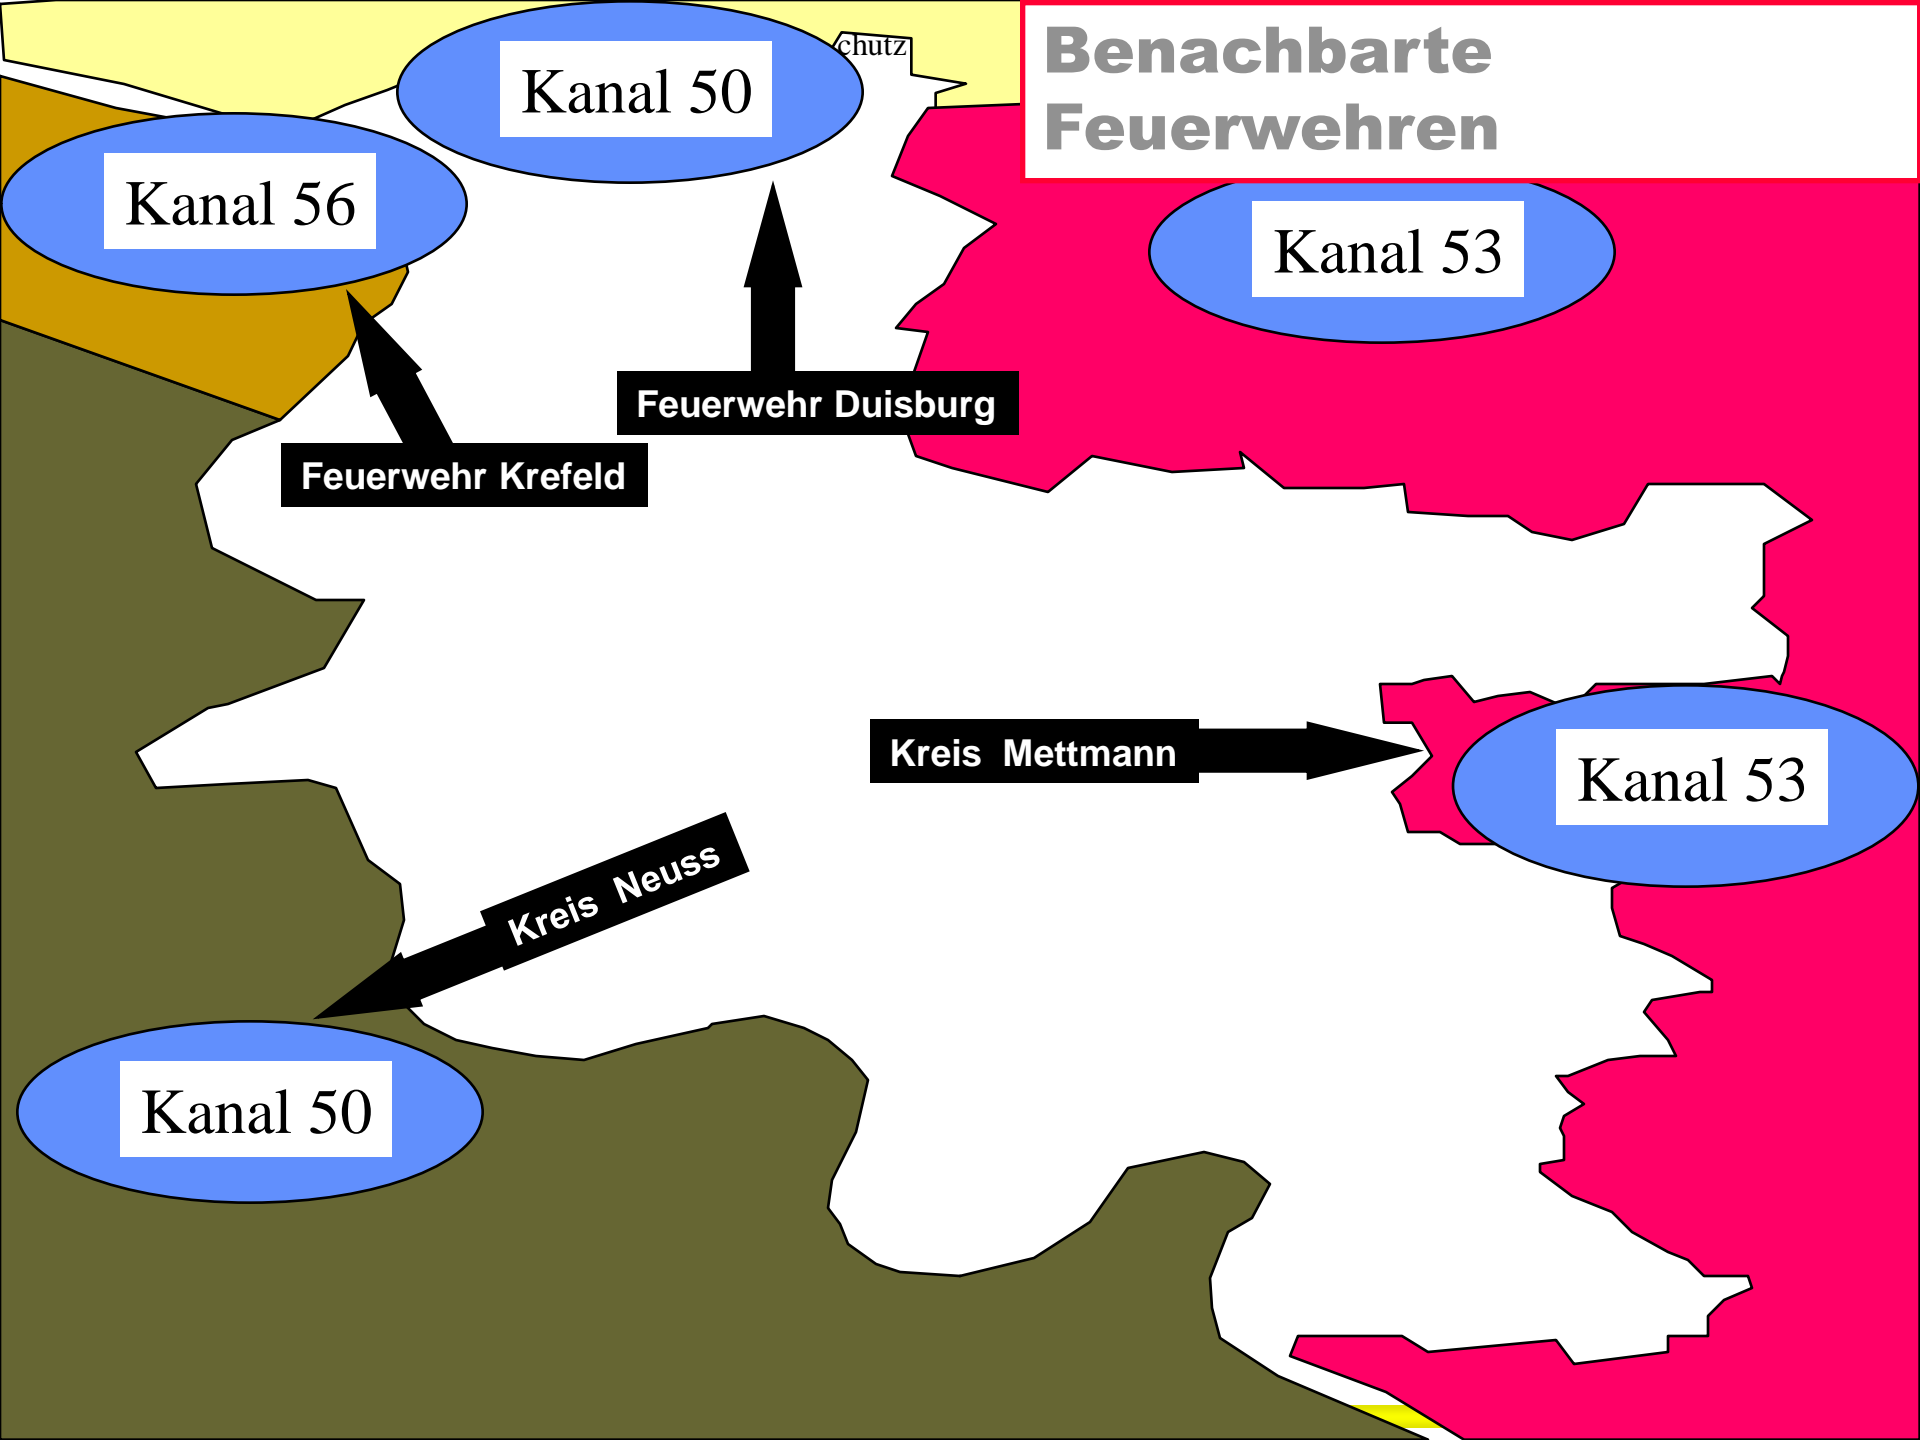 Benachbarte
Feuerwehren
chutz
Kanal 50
Kanal 56
Kanal 53
Feuerwehr Duisburg
Feuerwehr Krefeld
Kreis  Mettmann
Kanal 53
Kreis  Neuss
Kanal 50